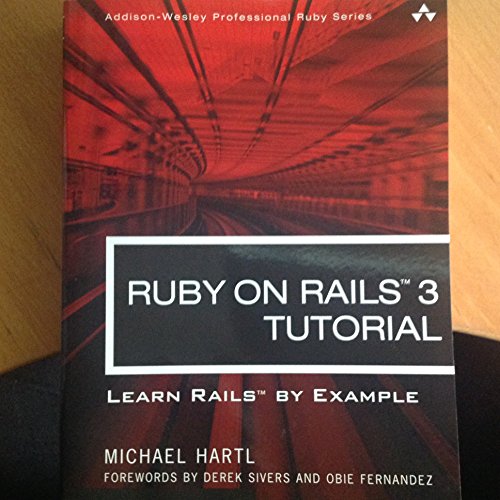 Addison-Wesley Professional Ruby Series
RUBY ON RAILS™ 3
TUTORIAL
LEARN RAILS™ BY EXAMPLE
MICHAEL HARTL
FOREWORDS BY DEREK SIVERS AND OBIE FERNANDEZ